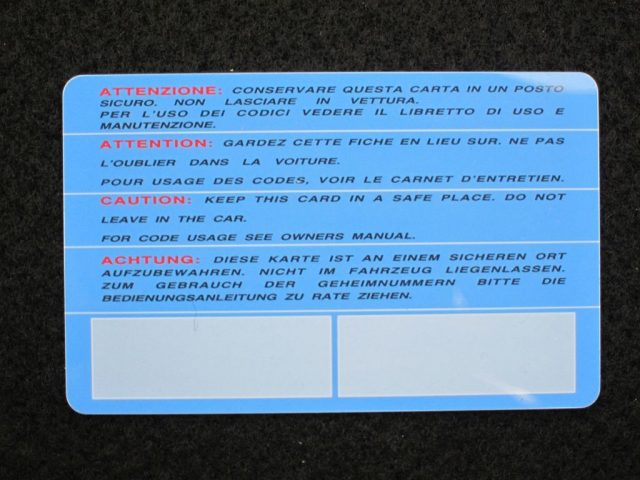 ATTENZIONE: CONSERVARE QUESTA CARTA IN UN POSTO
SICURO. NON LASCIARE IN VETTURA.
PER L'USO DEI CODICI VEDERE IL LIBRETTO DI USO E
MANUTENZIONE.
ATTENTION: GARDEZ CETTE FICHE EN LIEU SUR. NE PAS
L'OUBLIER DANS LA VOITURE.
POUR USAGE DES CODES, VOIR LE CARNET D'ENTRETIEN.
CAUTION: KEEP THIS CARD IN A SAFE PLACE. DO NOT
LEAVE IN THE CAR.
FOR CODE USAGE SEE OWNERS MANUAL.
ACHTUNG: DIESE KARTE IST AN EINEM SICHEREN ORT
AUFZUBEWAHREN. NICHT IM FAHRZEUG LIEGENLASSEN.
ZUM GEBRAUCH DER GEHEIMNUMMERN BITTE DIE
BEDIENUNGSANLEITUNG ZU RATE ZIEHEN.